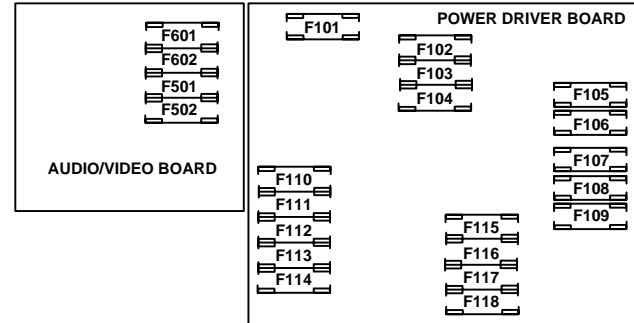 F601
F602
F501
F502
AUDIO/VIDEO BOARD
POWER DRIVER BOARD
F101
F102
F103
F104
F105
F106
F107
F108
F109
F110
F111
F112
F113
F114
F115
F116
F117
F118